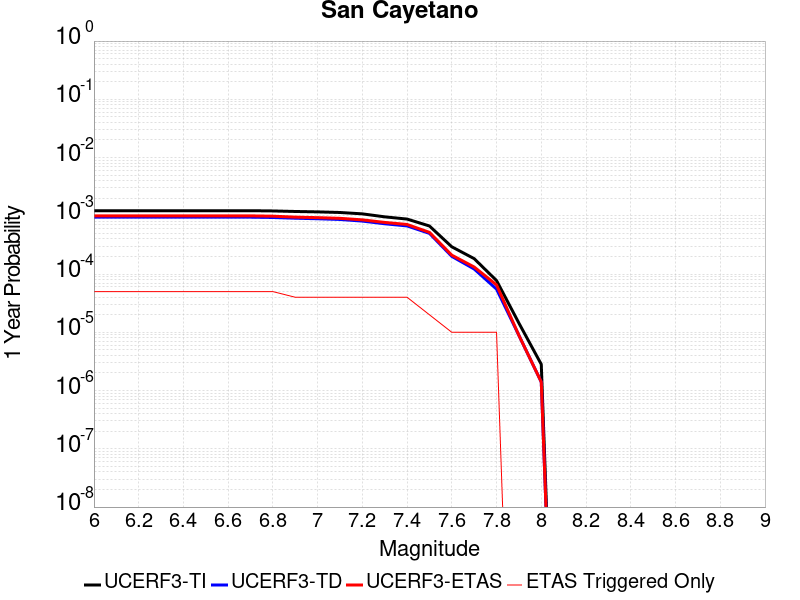 San Cayetano
10^0
10^-1
10^-2
10^-3
10^-4
10^-5
10^-6
10^-7
10^-8
1 Year Probability
6 6.2 6.4 6.6 6.8 7 7.2 7.4 7.6 7.8 8 8.2 8.4 8.6 8.8 9
Magnitude
UCERF3-TI UCERF3-TD UCERF3-ETAS ETAS Triggered Only